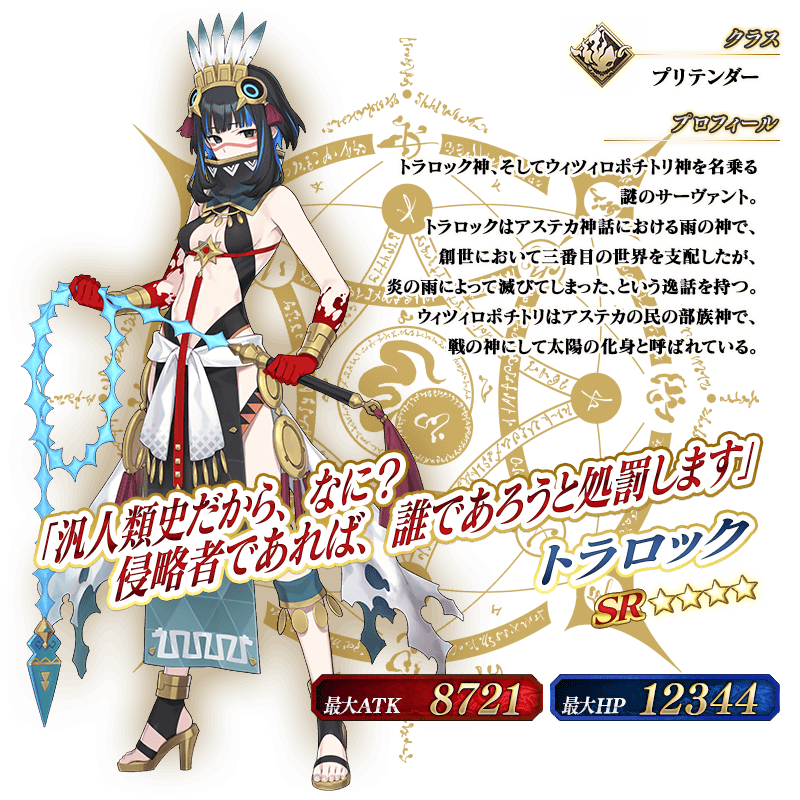 クラス
プリテンダー
プロフィール
トラロック神、そしてウィツィロポチトリ神を名乗る
謎のサーヴァント。
トラロックはアステカ神話における雨の神で、
創世において三番目の世界を支配したが、
炎の雨によって滅びてしまった、という逸話を持つ。
ウィツィロポチトリはアステカの民の部族神で、
戦の神にして太陽の化身と呼ばれている。
「汎人類史だから、なに?
侵略者であれば、誰であろうと処罰します」
トラロック
SR
最大ATK 8721
最大HP 12344